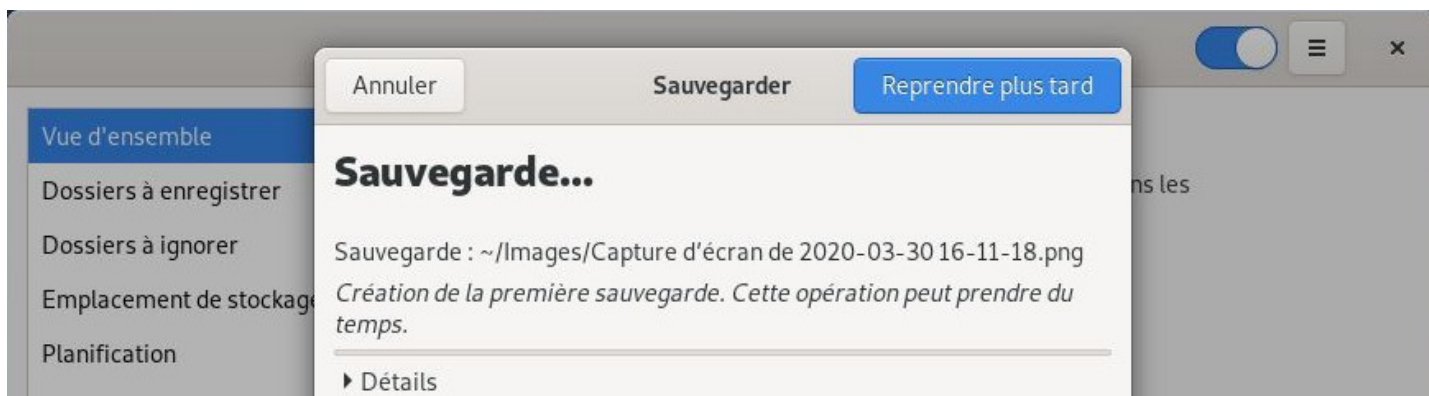 Annuler
Sauvegarder
Reprendre plus tard
Vue d'ensemble
Dossiers à enregistrer
Dossiers à ignorer
Emplacement de stockage
Planification
Sauvegarde...
ns les
Sauvegarde : ~/Images/Capture d’écran de 2020-03-30 16-11-18.png
Création de la première sauvegarde. Cette opération peut prendre du
temps.
Détails